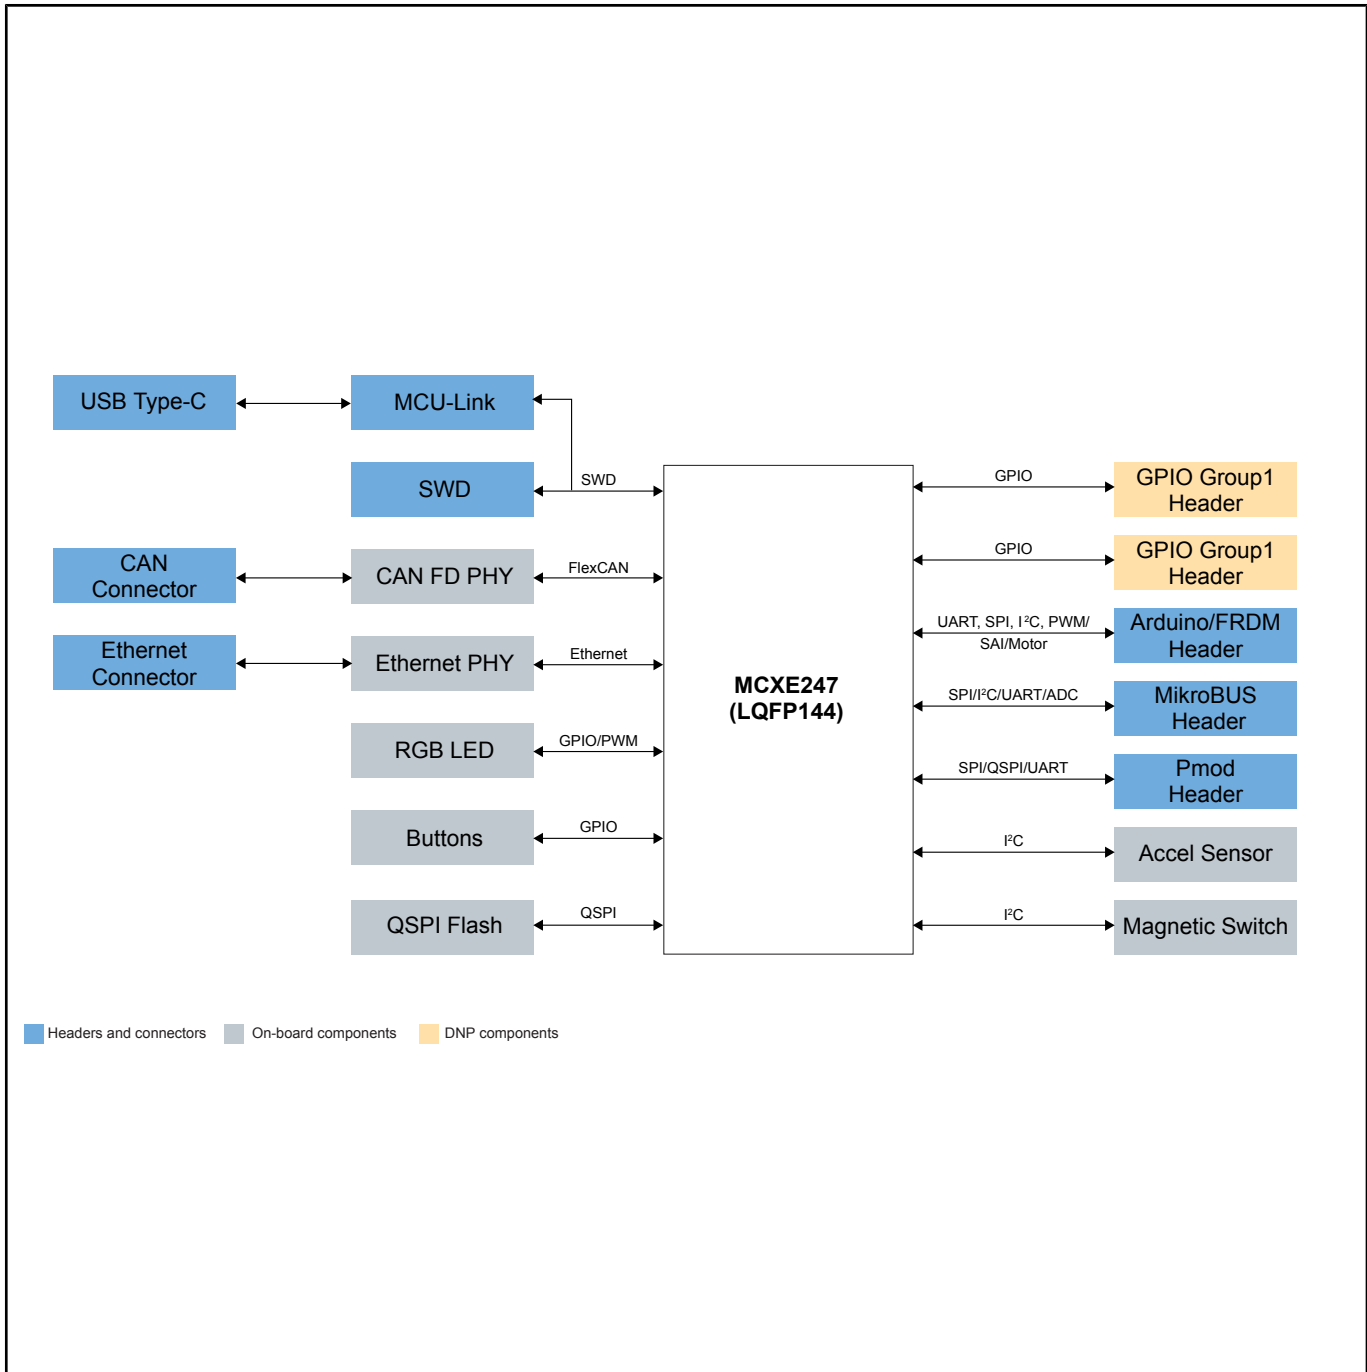 USB Type-C
MCU-Link
SWD
SWD
CAN
Connector
CAN FD PHY
FlexCAN
Ethernet
Connector
Ethernet PHY
Ethernet
RGB LED
GPIO/PWM
Buttons
GPIO
QSPI Flash
QSPI
MCXE247
(LQFP144)
GPIO
GPIO Group1
Header
GPIO
GPIO Group1
Header
UART, SPI, I²C, PWM/
SAI/Motor
Arduino/FRDM
Header
SPI/I²C/UART/ADC
MikroBUS
Header
SPI/QSPI/UART
Pmod
Header
I²C
Accel Sensor
I²C
Magnetic Switch
Headers and connectors
On-board components
DNP components